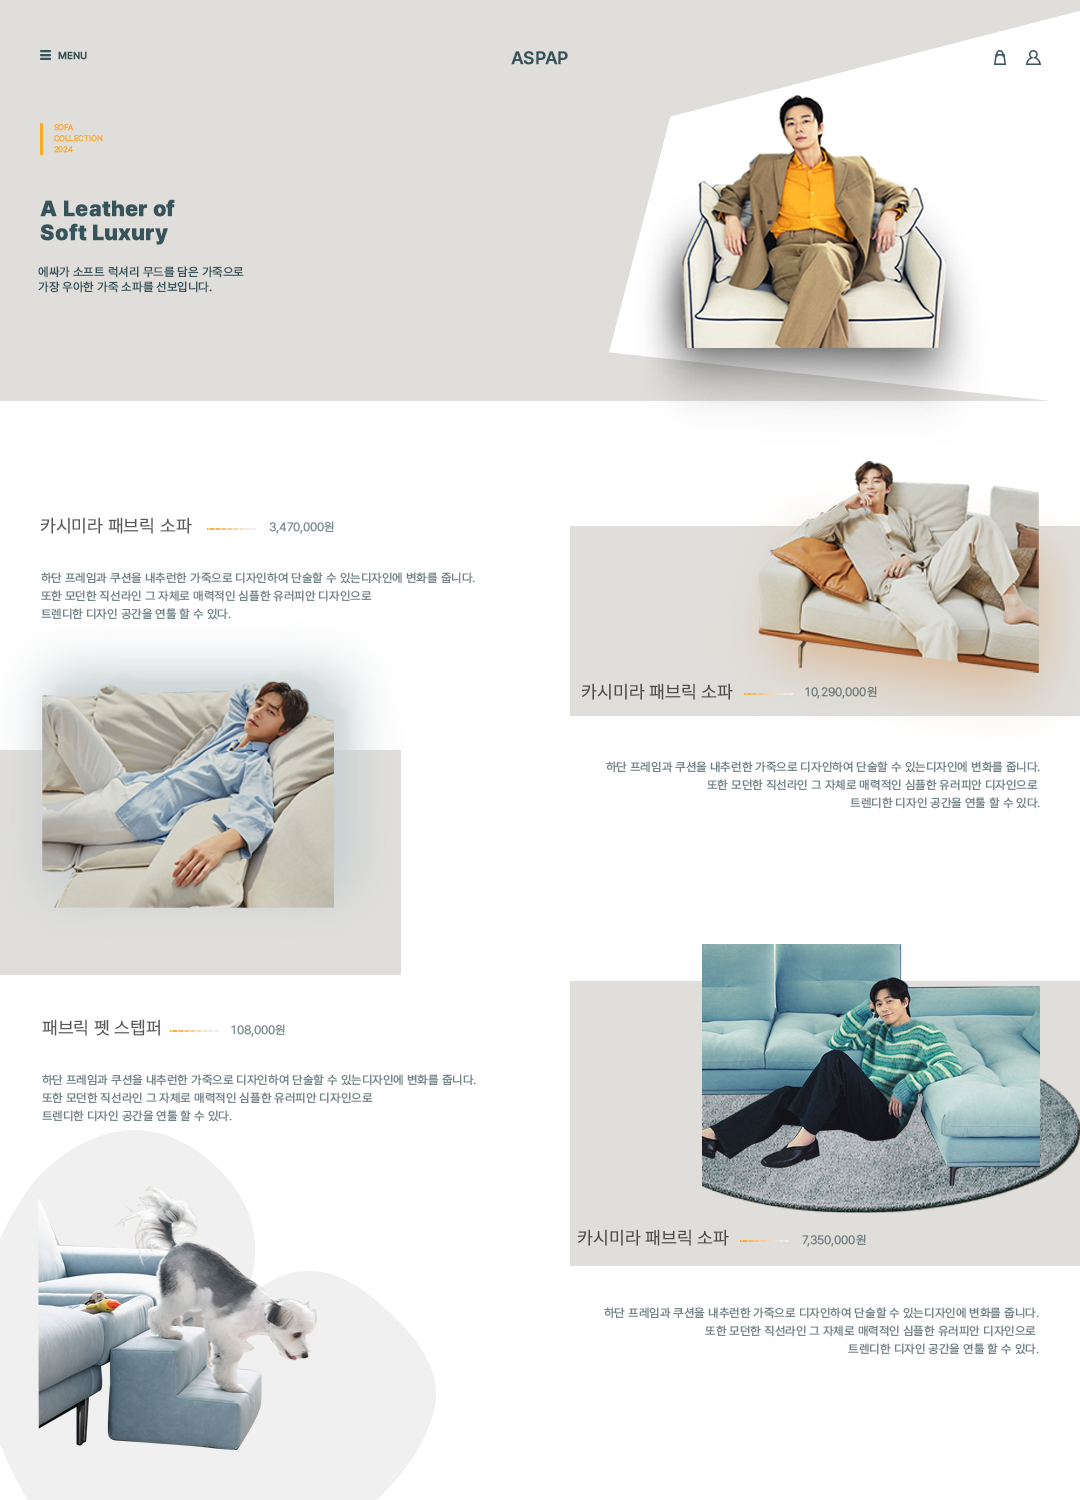 MENU
ASPAP
SOFA
COLLECTION
2024
A Leather of
Soft Luxury
에싸가 소프트 럭셔리 무드를 담은 가죽으로
가장 우아한 가죽 소파를 선보입니다.
카시미라 패브릭 소파 3,470,000원
하단 프레임과 쿠션을 내추런한 가죽으로 디자인하여 단술할 수 있는디자인에 변화를 줍니다.
또한 모던한 직선라인 그 자체로 매력적인 심플한 유러피안 디자인으로
트렌디한 디자인 공간을 연툴 할 수 있다.
카시미라 패브릭 소파 10,290,000원
하단 프레임과 쿠션을 내추런한 가죽으로 디자인하여 단술할 수 있는디자인에 변화를 줍니다.
또한 모던한 직선라인 그 자체로 매력적인 심플한 유러피안 디자인으로
트렌디한 디자인 공간을 연툴 할 수 있다.
패브릭 펫 스텝퍼 108,000원
하단 프레임과 쿠션을 내추런한 가죽으로 디자인하여 단술할 수 있는디자인에 변화를 줍니다.
또한 모던한 직선라인 그 자체로 매력적인 심플한 유러피안 디자인으로
트렌디한 디자인 공간을 연툴 할 수 있다.
카시미라 패브릭 소파 7,350,000원
하단 프레임과 쿠션을 내추런한 가죽으로 디자인하여 단술할 수 있는디자인에 변화를 줍니다.
또한 모던한 직선라인 그 자체로 매력적인 심플한 유러피안 디자인으로
트렌디한 디자인 공간을 연툴 할 수 있다.